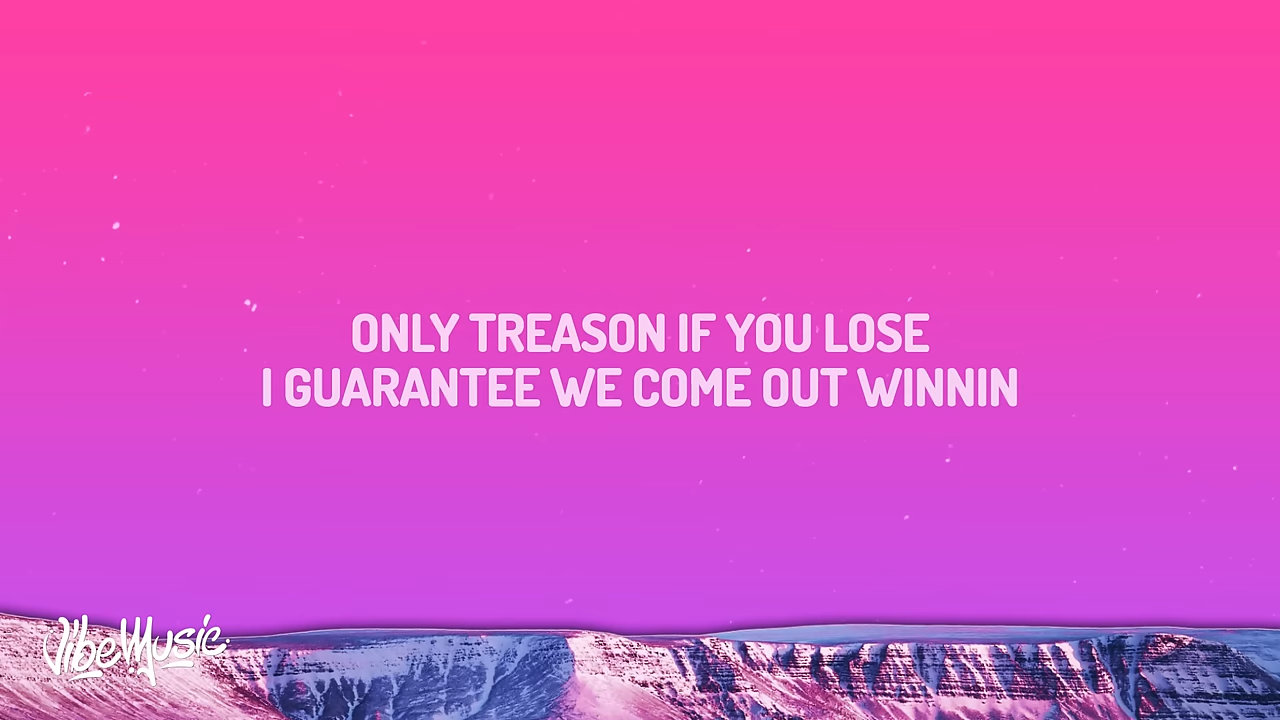 ONLY TREASON IF YOU LOSE
I GUARANTEE WE COME OUT WINNIN
VibeMusic.